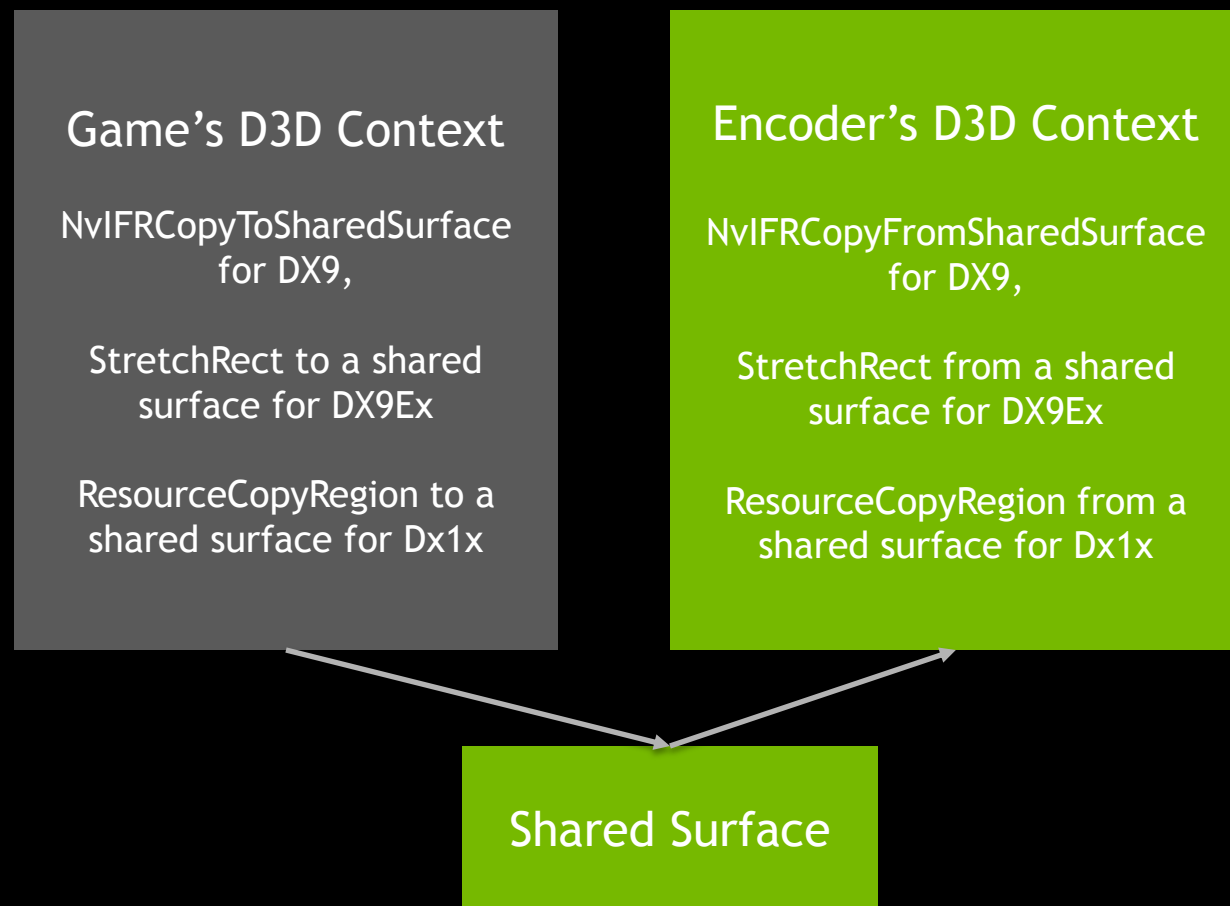 Game’s D3D Context
NvIFRCopyToSharedSurface
for DX9,
StretchRect to a shared
surface for DX9Ex
ResourceCopyRegion to a
shared surface for Dx1x
Encoder’s D3D Context
NvIFRCopyFromSharedSurface
for DX9,
StretchRect from a shared
surface for DX9Ex
ResourceCopyRegion from a
shared surface for Dx1x
Shared Surface